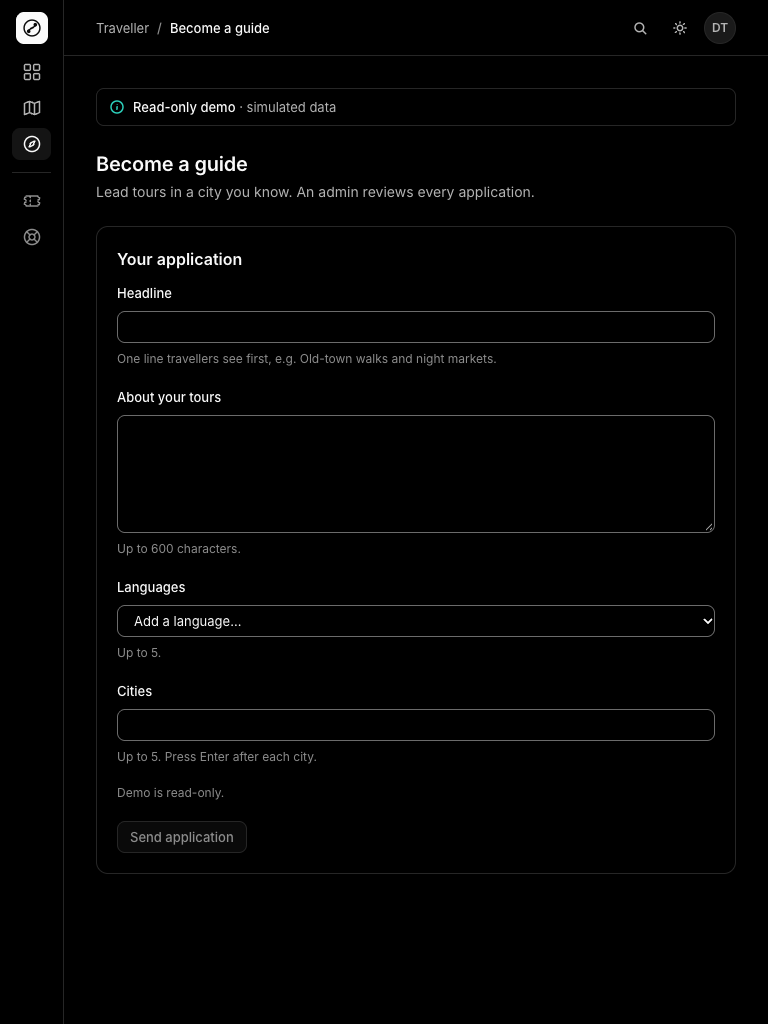 Traveller / Become a guide
DT
Read-only demo · simulated data
Become a guide
Lead tours in a city you know. An admin reviews every application.
Your application
Headline
One line travellers see first, e.g. Old-town walks and night markets.
About your tours
Up to 600 characters.
Languages
Add a language...
Up to 5.
Cities
Up to 5. Press Enter after each city.
Demo is read-only.
Send application